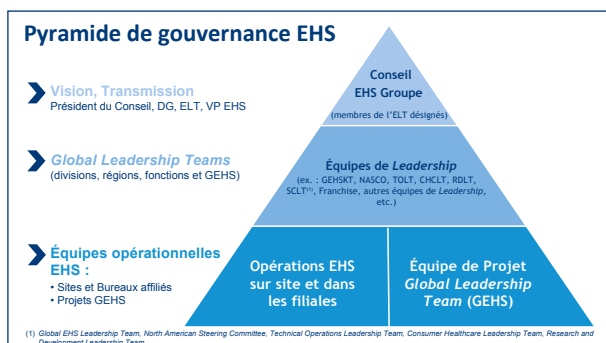 Pyramide de gouvernance EHS
Vision, Transmission
Président du Conseil, DG, ELT, VP EHS
Global Leadership Teams
(divisions, régions, fonctions et GEHS)
Équipes opérationnelles
EHS :
• Sites et Bureaux affiliés
• Projets GEHS
Conseil
EHS Groupe
(membres de l'ELT désignés)
Équipes de Leadership
(ex. : GEHSKT, NASCO, TOLT, CHCLT, RDLT,
SCLT(1), Franchise, autres équipes de Leadership,
etc.)
Opérations EHS
sur site et dans
les filiales
Équipe de Projet
Global Leadership
Team (GEHS)
(1) Global EHS Leadership Team, North American Steering Committee, Technical Operations Leadership Team, Consumer Healthcare Leadership Team, Research and
Development Leadership Team